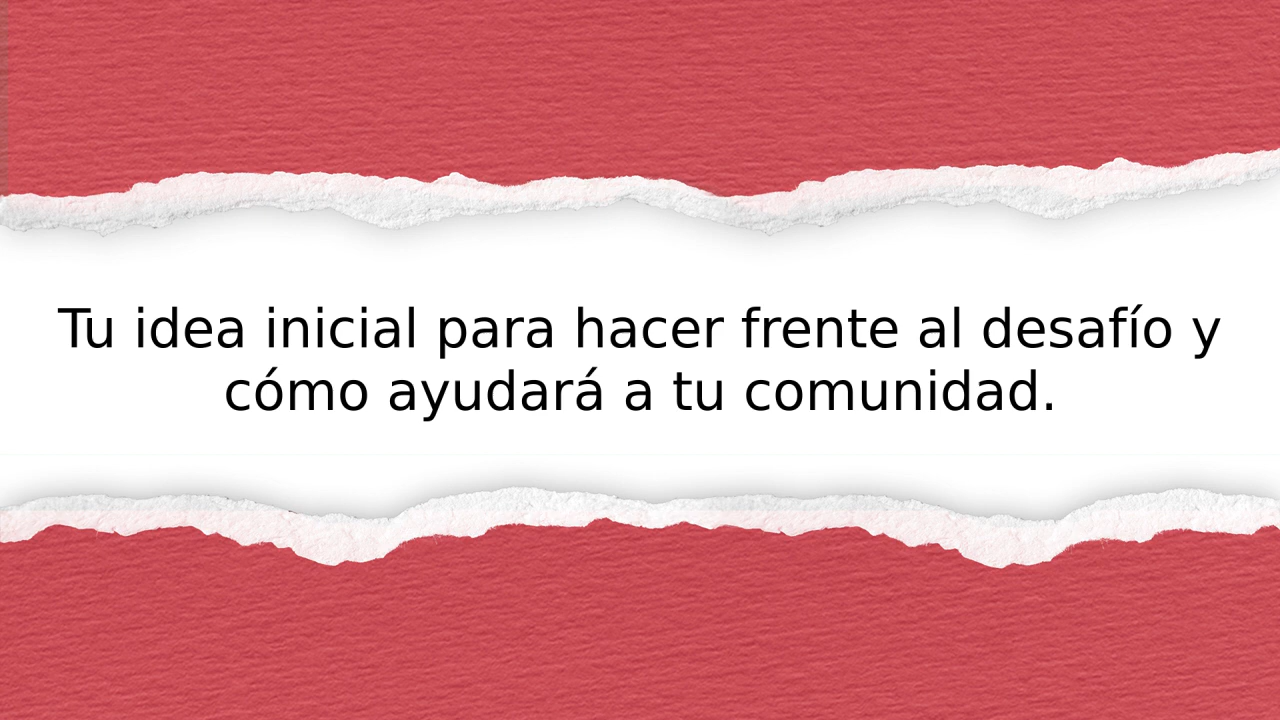 Tu idea inicial para hacer frente al desafío y
cómo ayudará a tu comunidad.